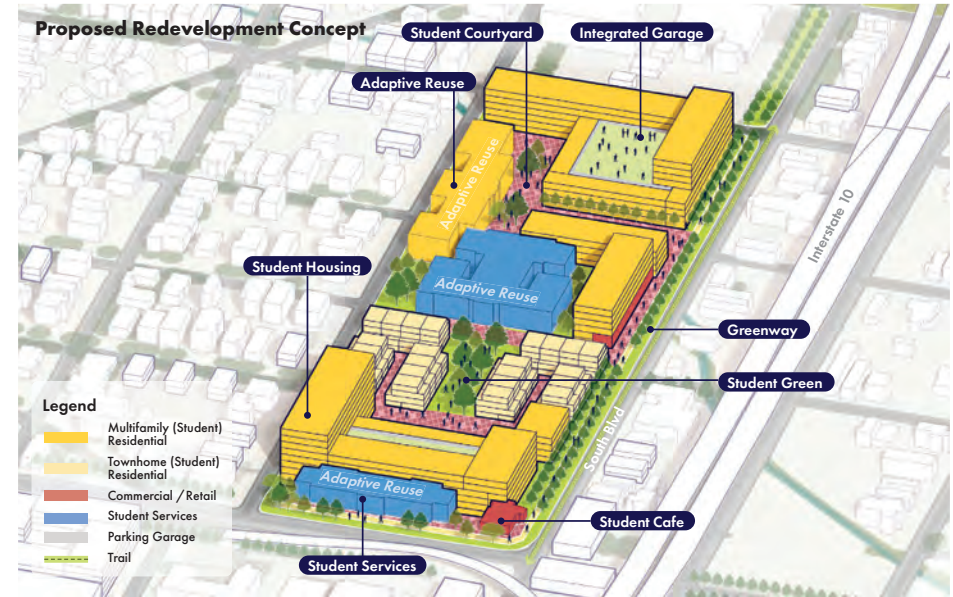 Proposed Redevelopment Concept
Student Courtyard
Integrated Garage
Adaptive Reuse
Adaptive Reuse
Interstate 10
Student Housing
Adaptive Reuse
Greenway
Student Green
South Blvd
Legend
Multifamily (Student)
Residential
Townhome (Student)
Residential
Commercial / Retail
Student Services
Parking Garage
Trail
Adaptive Reuse
Student Cafe
Student Services